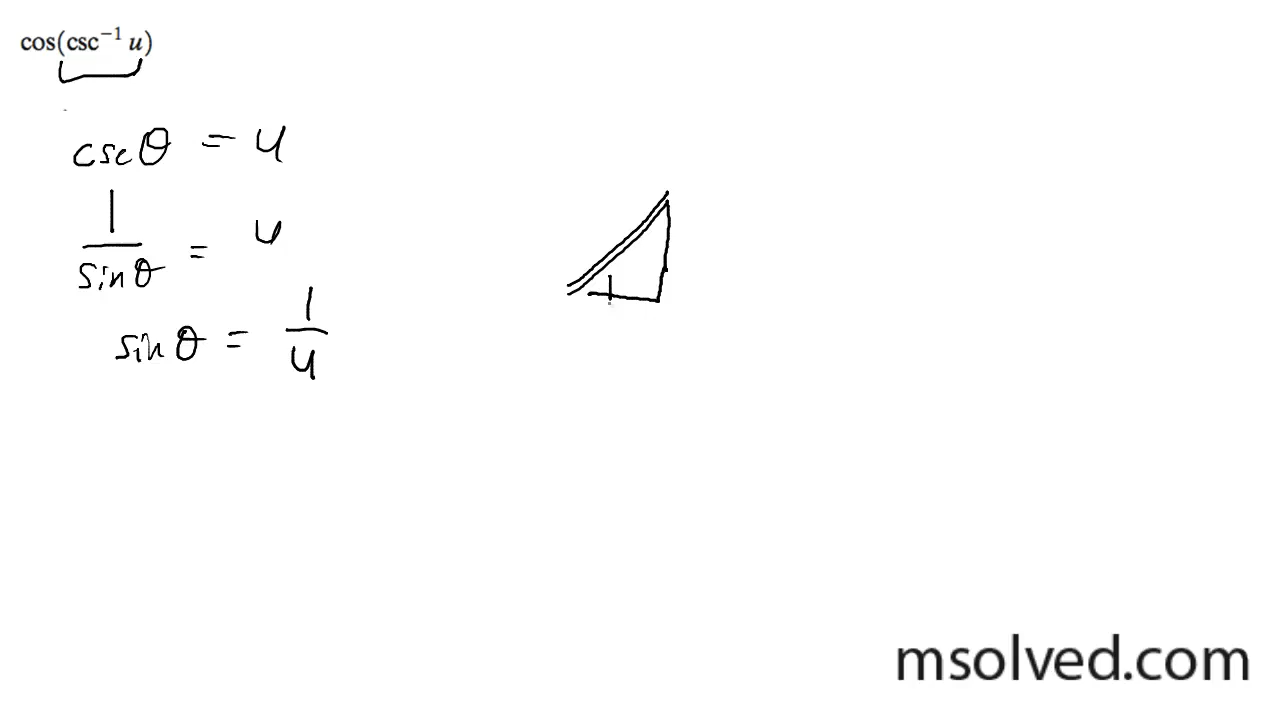 cos(csc⁻¹ u)
cscθ = u
1/sinθ = u
sinθ = 1/u
msolved.com